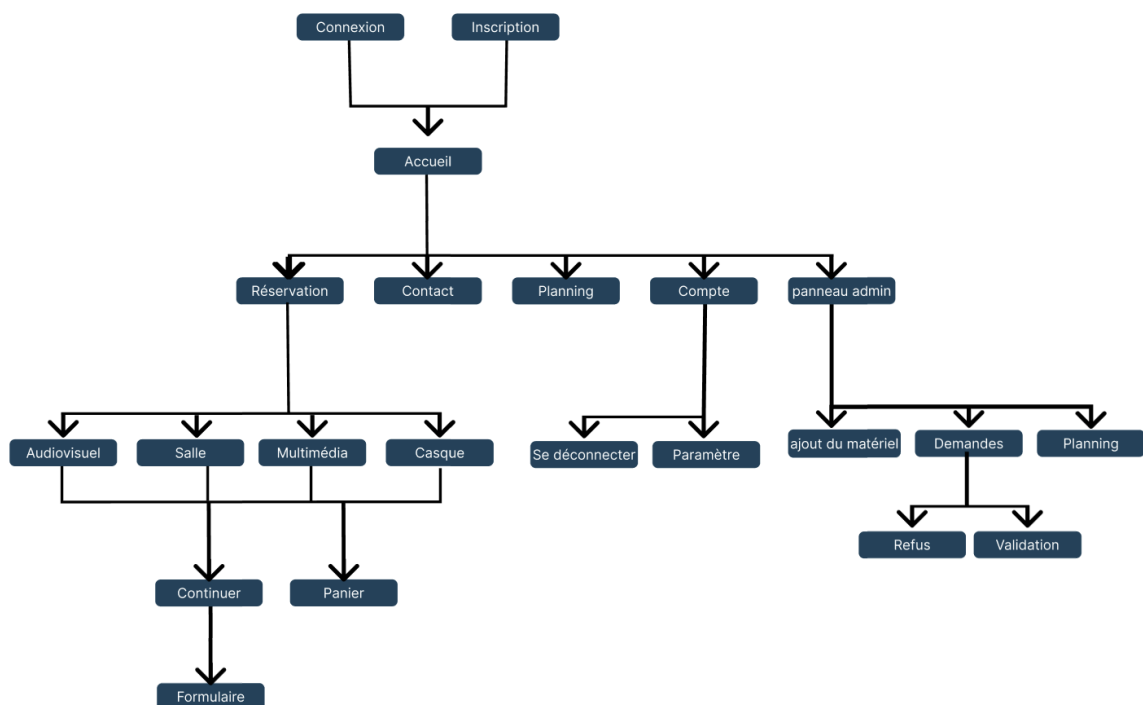 Connexion
Inscription
Accueil
Réservation
Contact
Planning
Compte
panneau admin
Audiovisuel
Salle
Multimédia
Casque
Se déconnecter
Paramètre
ajout du matériel
Demandes
Planning
Refus
Validation
Continuer
Panier
Formulaire